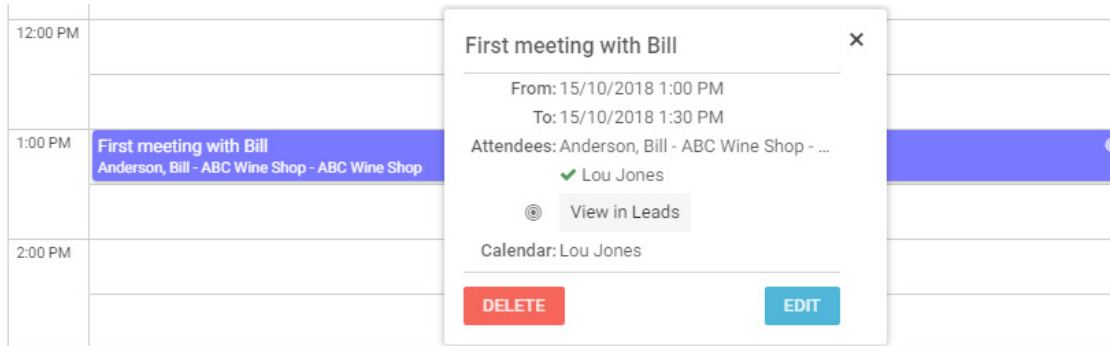 12:00 PM
1:00 PM
First meeting with Bill
Anderson, Bill - ABC Wine Shop - ABC Wine Shop
2:00 PM
First meeting with Bill
From: 15/10/2018 1:00 PM
To: 15/10/2018 1:30 PM
Attendees: Anderson, Bill - ABC Wine Shop - ...
Lou Jones
View in Leads
Calendar: Lou Jones
DELETE EDIT